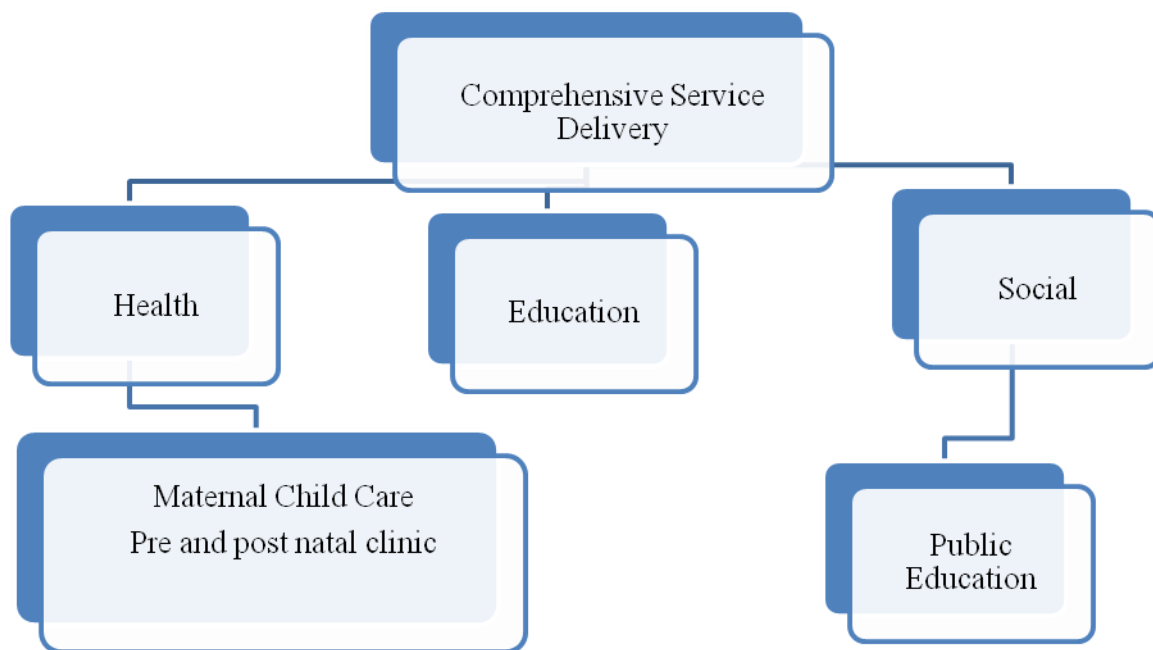 Comprehensive Service
Delivery
Health
Education
Social
Maternal Child Care
Pre and post natal clinic
Public
Education